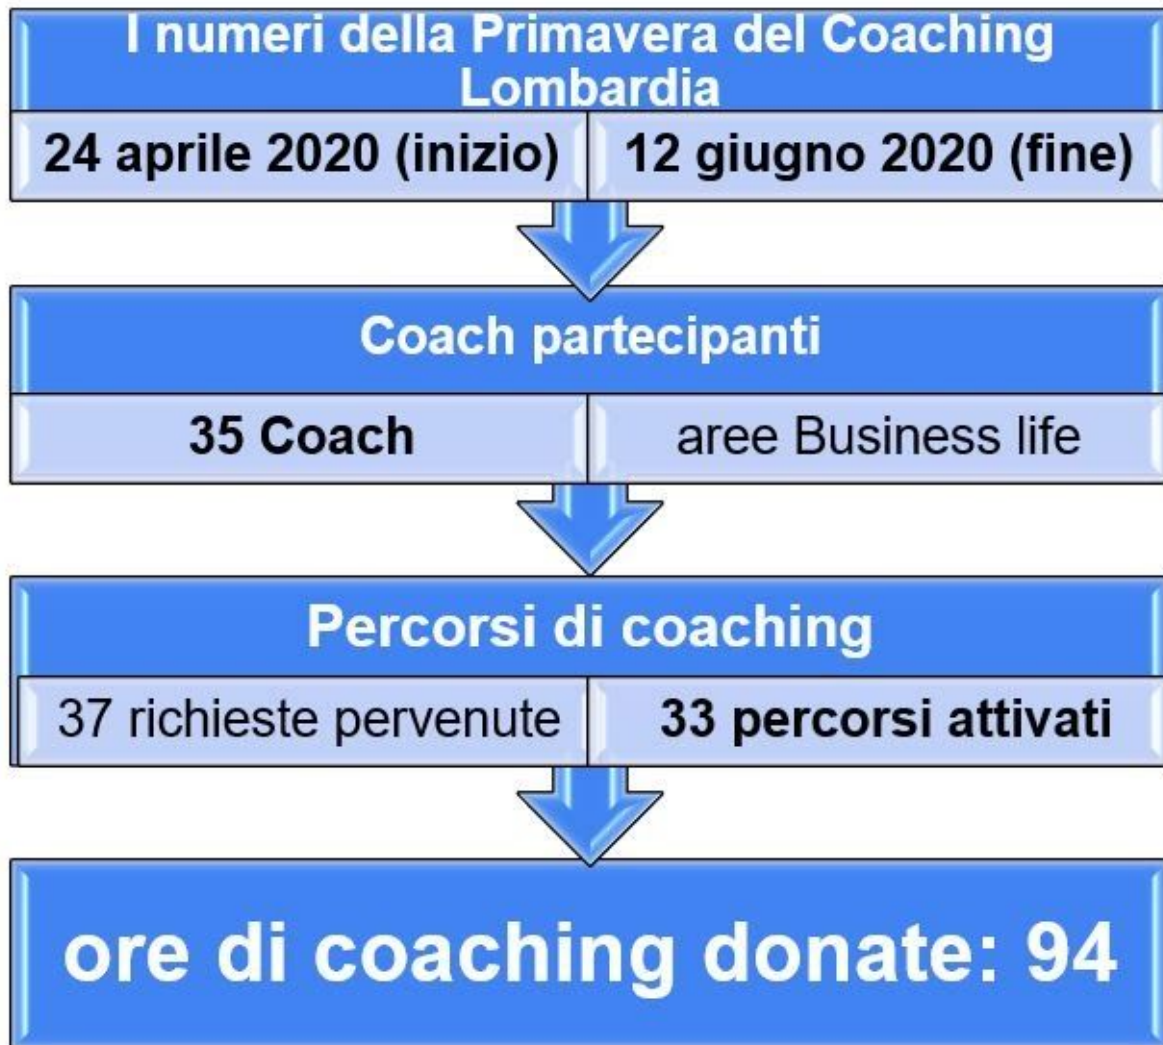 I numeri della Primavera del Coaching
Lombardia
24 aprile 2020 (inizio)
12 giugno 2020 (fine)
Coach partecipanti
35 Coach
aree Business life
Percorsi di coaching
37 richieste pervenute
33 percorsi attivati
ore di coaching donate: 94